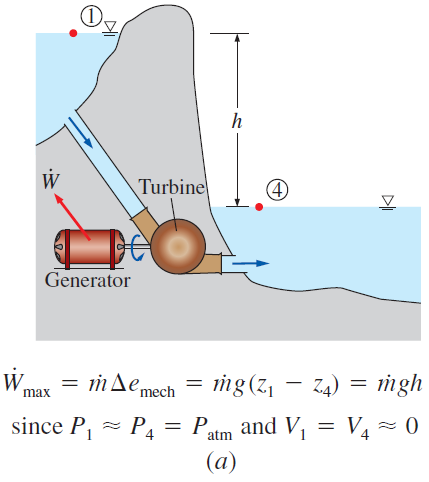 ①
h
Ẇ
Turbine
④
Generator
Ẇmax = ṁΔemech = ṁg(z₁ − z₄) = ṁgh
since P₁ ≈ P₄ = Patm and V₁ = V₄ ≈ 0
(a)